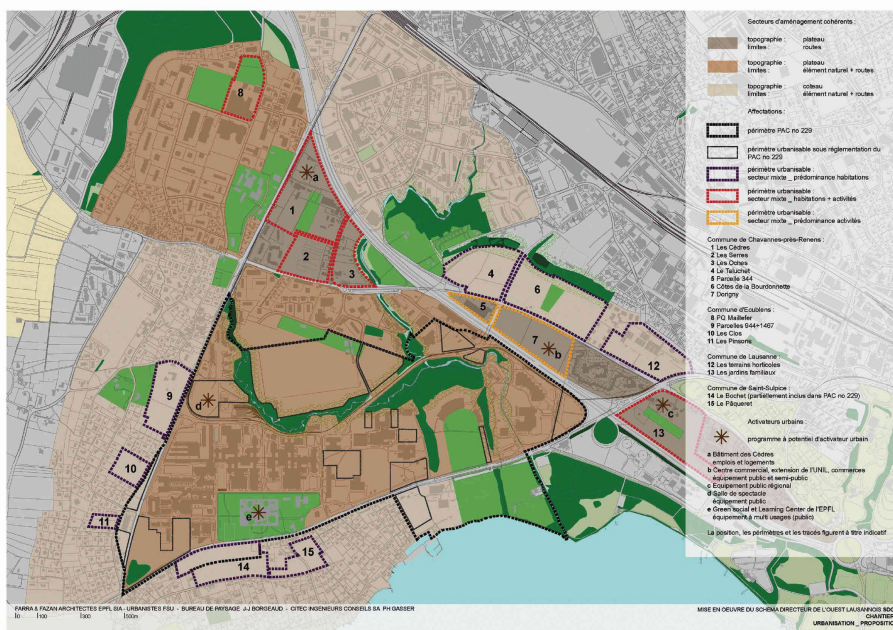 Secteurs d'aménagement cohérents :
topographie : plateau
limites : routes
topographie : plateau
limites : élément naturel + routes
topographie : coteau
limites : élément naturel + routes
Affectations :
périmètre PAC no 229
périmètre urbanisable sous réglementation du
PAC no 229
périmètre urbanisable :
secteur mixte _ prédominance habitations
périmètre urbanisable :
secteur mixte _ habitations + activités
périmètre urbanisable :
secteur mixte _ prédominance activités
Commune de Chavannes-près-Renens :
1 Les Cèdres
2 Les Serres
3 Les Oches
4 Le Taluchet
5 Parcelle 344
6 Côtes de la Bourdonnette
7 Dorigny
Commune d'Ecublens :
8 PQ Maillefer
9 Parcelles 944+1467
10 Les Clos
11 Les Pinsons
Commune de Lausanne :
12 Les terrains horticoles
13 Les jardins familiaux
Commune de Saint-Sulpice :
14 Le Bochet (partiellement inclus dans PAC no 229)
15 Le Pâqueret
Activateurs urbains :
programme à potentiel d'activateur urbain
a Bâtiment des Cèdres
emplois et logements
b Centre commercial, extension de l'UNIL, commerces
équipement public et semi-public
c Equipement public régional
d Salle de spectacle
équipement public
e Green social et Learning Center de l'EPFL
équipement à multi usages (public)
La position, les périmètres et les tracés figurent à titre indicatif
8
a
1
2
3
4
6
5
7
b
12
c
13
9
d
10
11
e
14
15
FARRA & FAZAN ARCHITECTES EPFL SIA - URBANISTES FSU - BUREAU DE PAYSAGE J-J BORGEAUD - CITEC INGENIEURS CONSEILS SA PH GASSER
0 100 300 500m
MISE EN OEUVRE DU SCHEMA DIRECTEUR DE L'OUEST LAUSANNOIS SDO
CHANTIER
URBANISATION _ PROPOSITIO